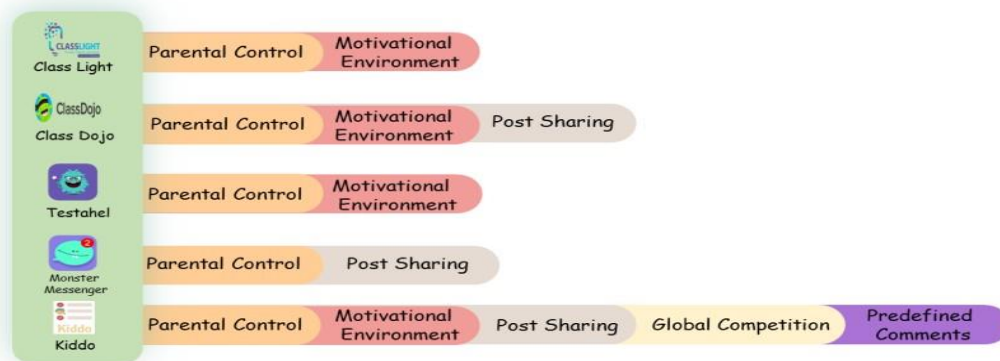 CLASSLIGHT
Class Light
Parental Control
Motivational
Environment
ClassDojo
Class Dojo
Parental Control
Motivational
Environment
Post Sharing
Testahel
Parental Control
Motivational
Environment
2
Monster
Messenger
Parental Control
Post Sharing
Kiddo
Kiddo
Parental Control
Motivational
Environment
Post Sharing
Global Competition
Predefined
Comments